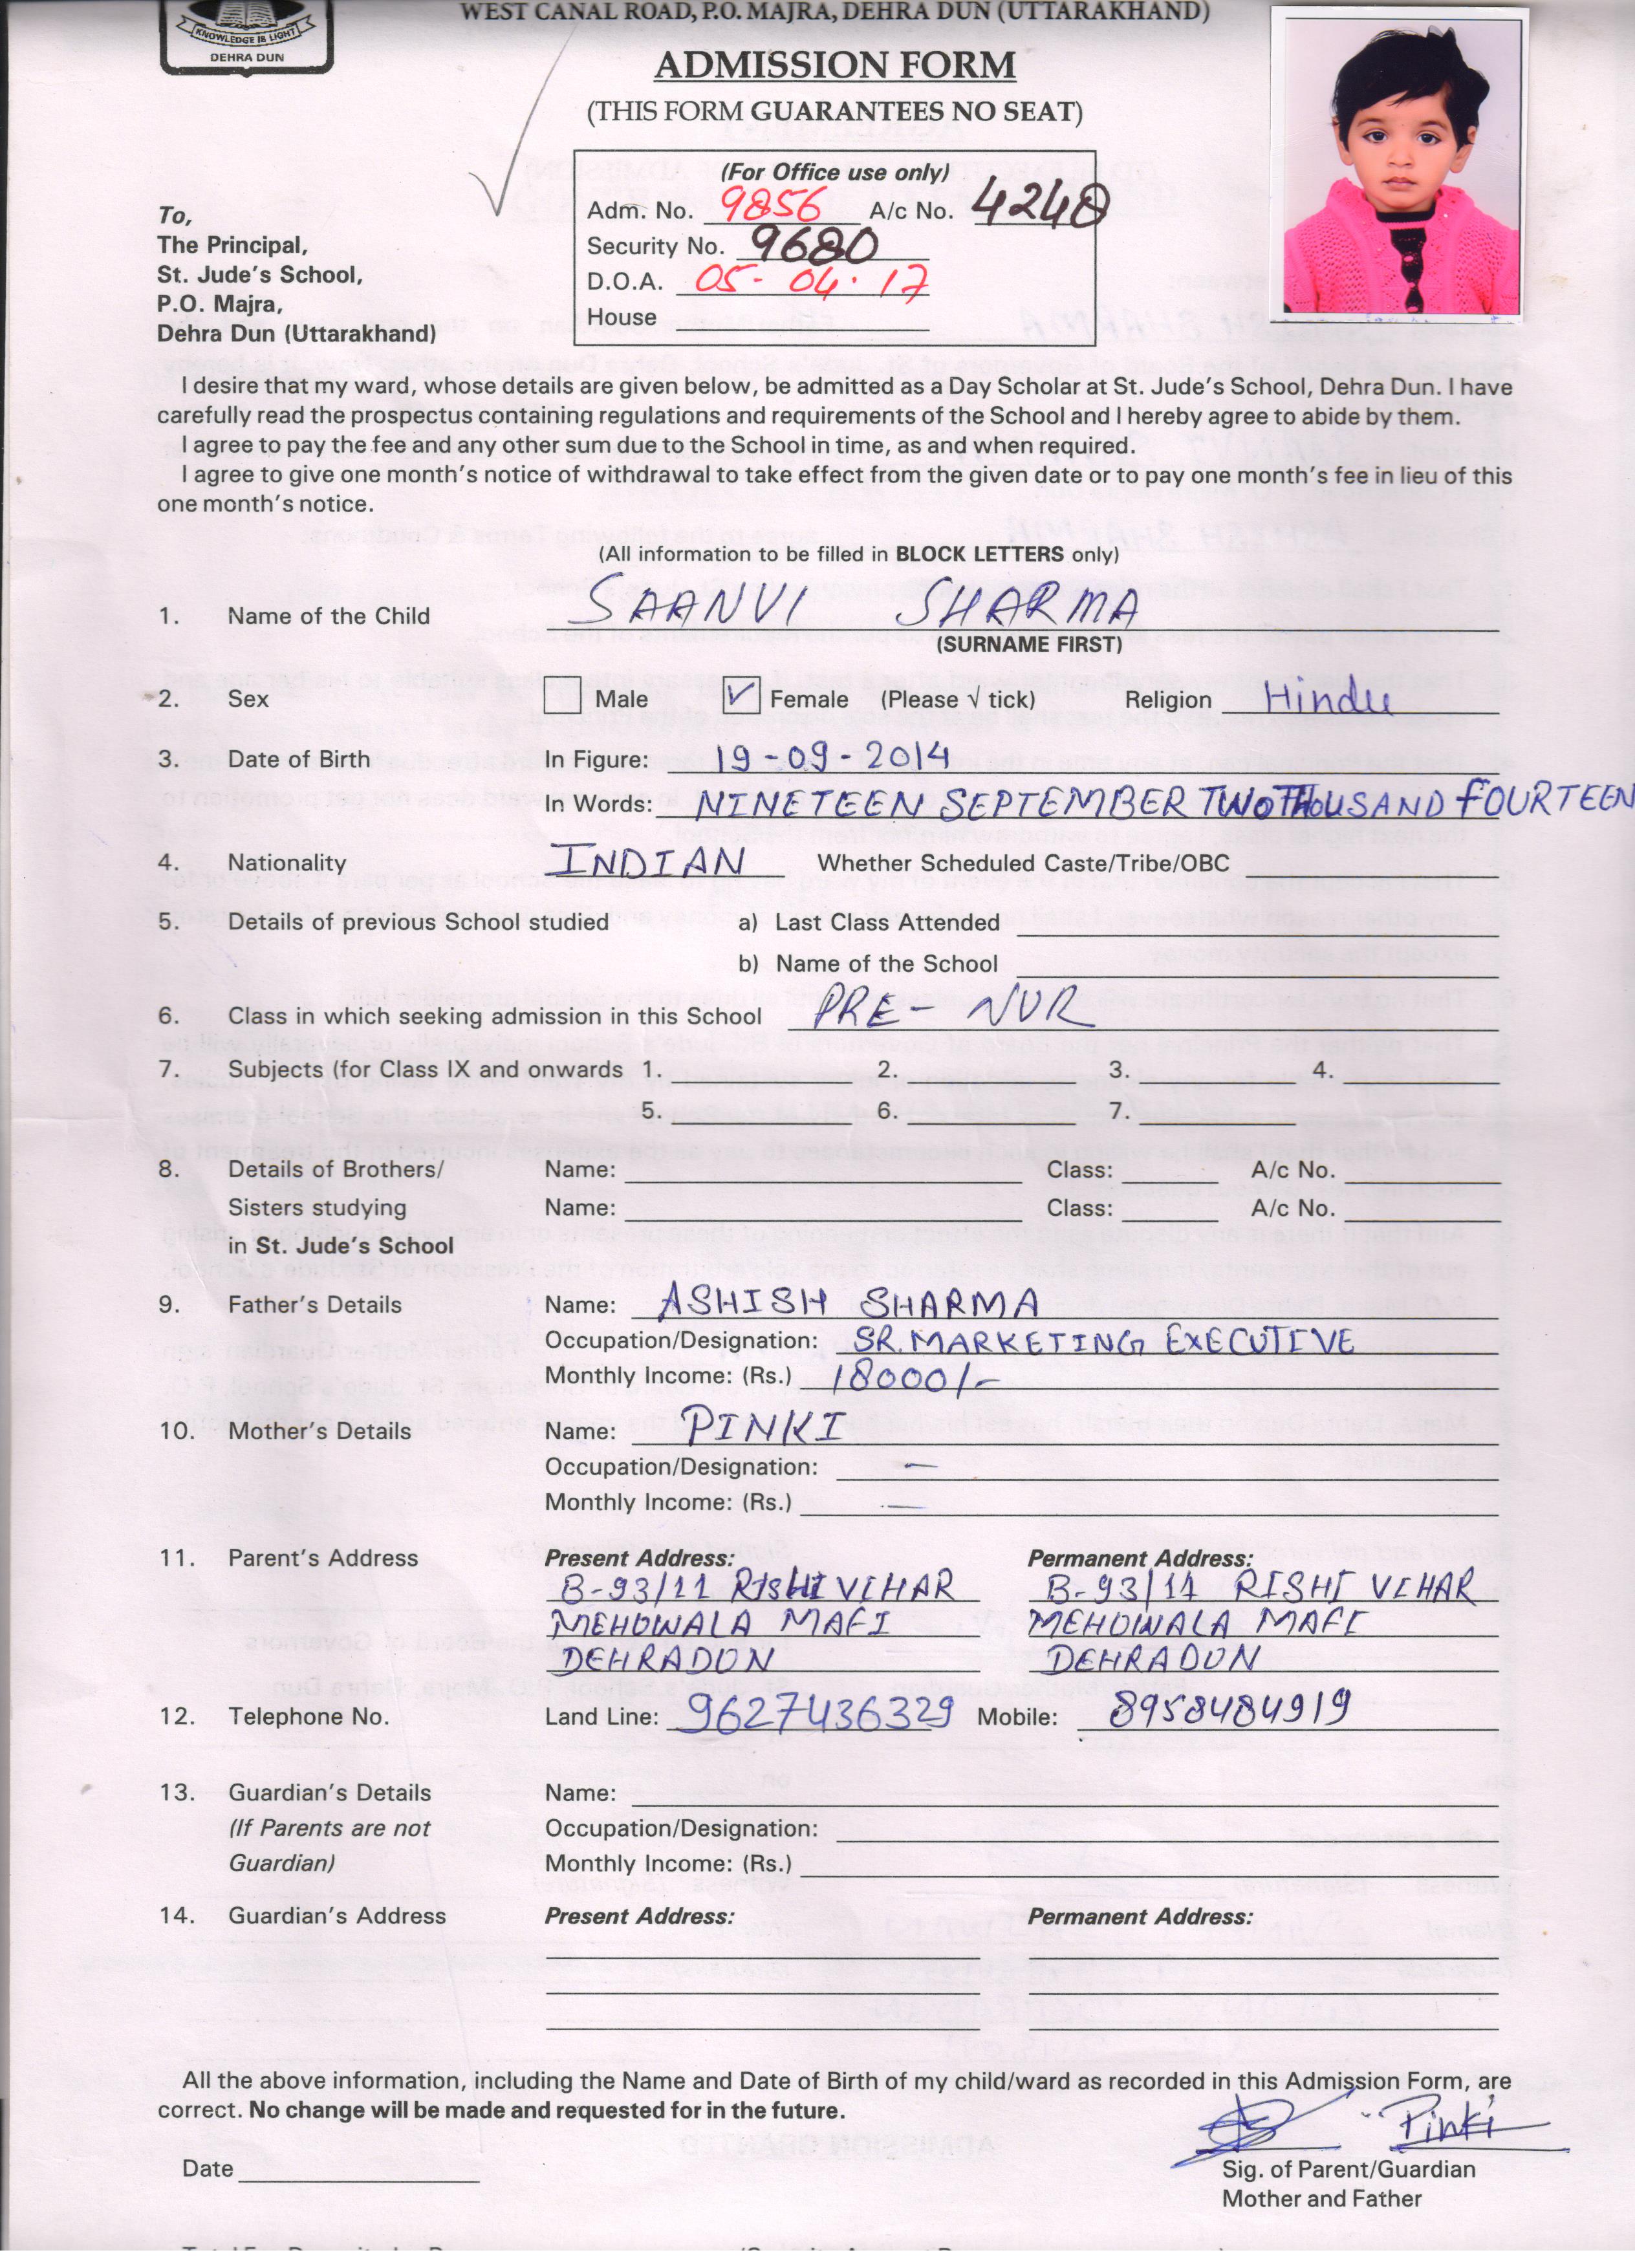 KNOWLEDGE IS LIGHT
DEHRA DUN
WEST CANAL ROAD, P.O. MAJRA, DEHRA DUN (UTTARAKHAND)
ADMISSION FORM
(THIS FORM GUARANTEES NO SEAT)
(For Office use only)
Adm. No. 9856 A/c No. 4248
Security No. 9680
D.O.A. 05-04.17
House
To,
The Principal,
St. Jude's School,
P.O. Majra,
Dehra Dun (Uttarakhand)
I desire that my ward, whose details are given below, be admitted as a Day Scholar at St. Jude's School, Dehra Dun. I have
carefully read the prospectus containing regulations and requirements of the School and I hereby agree to abide by them.
I agree to pay the fee and any other sum due to the School in time, as and when required.
I agree to give one month's notice of withdrawal to take effect from the given date or to pay one month's fee in lieu of this
one month's notice.
(All information to be filled in BLOCK LETTERS only)
1. Name of the Child SAANVI SHARMA
(SURNAME FIRST)
2. Sex Male ✓ Female (Please √ tick) Religion Hindu
3. Date of Birth In Figure: 19-09-2014
In Words: NINETEEN SEPTEMBER TWO THOUSAND FOURTEEN
4. Nationality INDIAN Whether Scheduled Caste/Tribe/OBC
5. Details of previous School studied a) Last Class Attended
b) Name of the School
6. Class in which seeking admission in this School PRE- NUR
7. Subjects (for Class IX and onwards 1. 2. 3. 4.
5. 6. 7.
8. Details of Brothers/ Name: Class: A/c No.
Sisters studying Name: Class: A/c No.
in St. Jude's School
9. Father's Details Name: ASHISH SHARMA
Occupation/Designation: SR. MARKETING EXECUTIVE
Monthly Income: (Rs.) 18000/-
10. Mother's Details Name: PINKI
Occupation/Designation: —
Monthly Income: (Rs.) —
11. Parent's Address Present Address: Permanent Address:
B-93/11 RISHI VIHAR B-93/11 RISHI VIHAR
MEHOWALA MAFI MEHOWALA MAFI
DEHRADUN DEHRADUN
12. Telephone No. Land Line: 9627436329 Mobile: 8958484919
13. Guardian's Details Name:
(If Parents are not Occupation/Designation:
Guardian) Monthly Income: (Rs.)
14. Guardian's Address Present Address: Permanent Address:
All the above information, including the Name and Date of Birth of my child/ward as recorded in this Admission Form, are
correct. No change will be made and requested for in the future.
Pinki
Date
Sig. of Parent/Guardian
Mother and Father